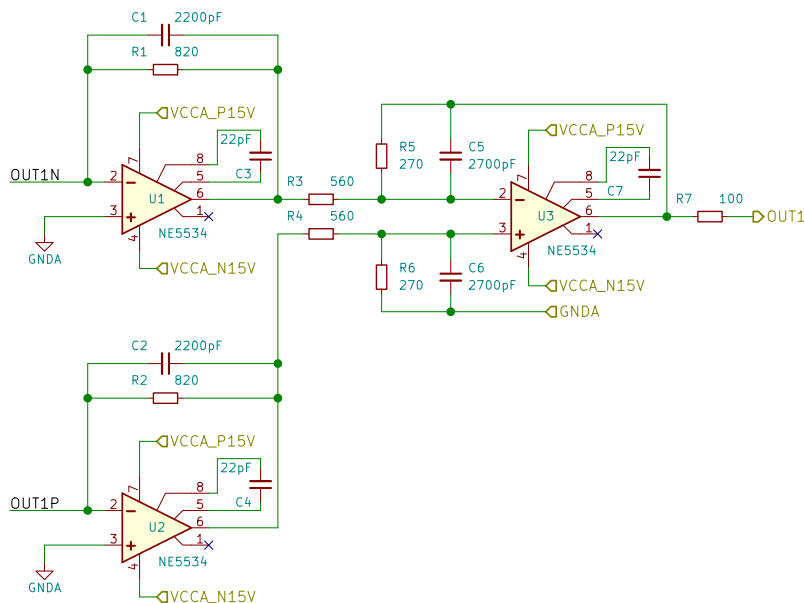 C1 2200pF
R1 820
VCCA_P15V
22pF
C3
OUT1N
7
2
3
4
8
5
6
1
U1
NE5534
GNDA
VCCA_N15V
R3 560
R4 560
R5
270
C5
2700pF
R6
270
C6
2700pF
GNDA
VCCA_P15V
22pF
C7
7
2
3
4
8
5
6
1
U3
NE5534
VCCA_N15V
R7 100
OUT1
C2 2200pF
R2 820
VCCA_P15V
22pF
C4
OUT1P
7
2
3
4
8
5
6
1
U2
NE5534
GNDA
VCCA_N15V